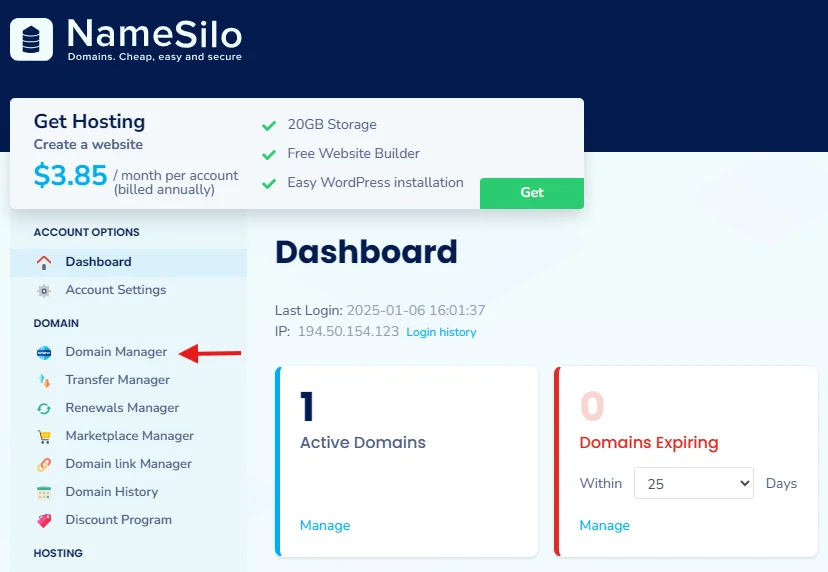 NameSilo
Domains. Cheap, easy and secure
Get Hosting
Create a website
$3.85 / month per account
(billed annually)
20GB Storage
Free Website Builder
Easy WordPress installation
Get
ACCOUNT OPTIONS
Dashboard
Account Settings
DOMAIN
Domain Manager
Transfer Manager
Renewals Manager
Marketplace Manager
Domain link Manager
Domain History
Discount Program
HOSTING
Dashboard
Last Login: 2025-01-06 16:01:37
IP: 194.50.154.123 Login history
1
Active Domains
Manage
0
Domains Expiring
Within 25 Days
Manage